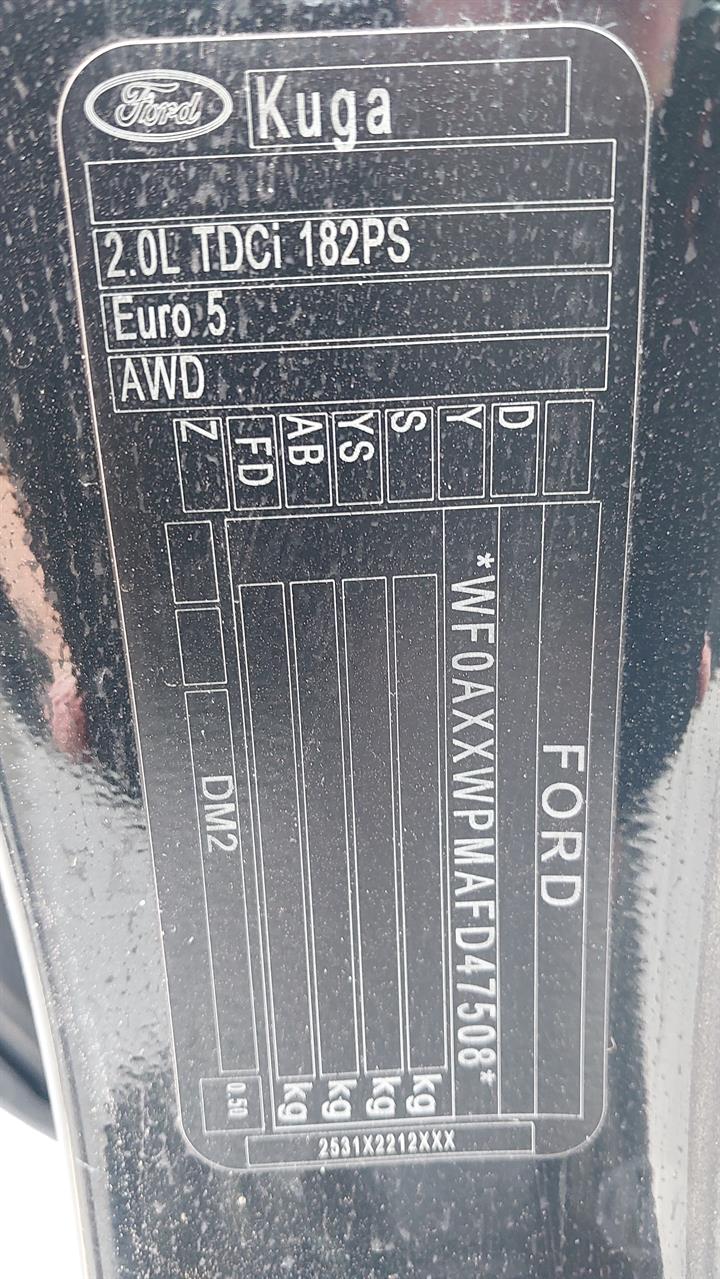 Ford
Kuga
2.0L TDCi 182PS
Euro 5
AWD
D
Y
S
YS
AB
FD
Z
FORD
*WF0AXXWPMAFD47508*
kg
kg
kg
kg
DM2
0.50
2531X2212XXX